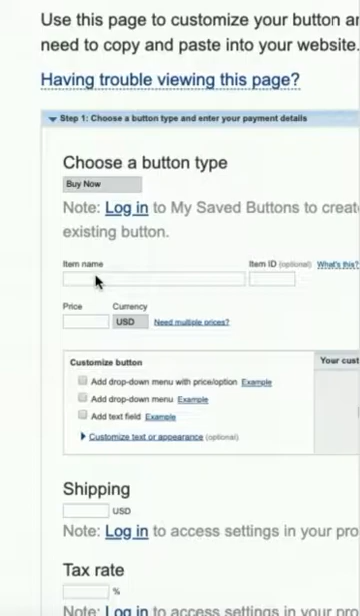 Use this page to customize your button
need to copy and paste into your website.
Having trouble viewing this page?
Step 1: Choose a button type and enter your payment details
Choose a button type
Buy Now
Note: Log in to My Saved Buttons to
existing button.
Item name Item ID (optional) What's this?
Price Currency
USD Need multiple prices?
Customize button Your
Add drop-down menu with price/option Example
Add drop-down menu Example
Add text field Example
Customize text or appearance (optional)
Shipping
USD
Note: Log in to access settings in your
Tax rate
%
Note: Log in to access settings in your